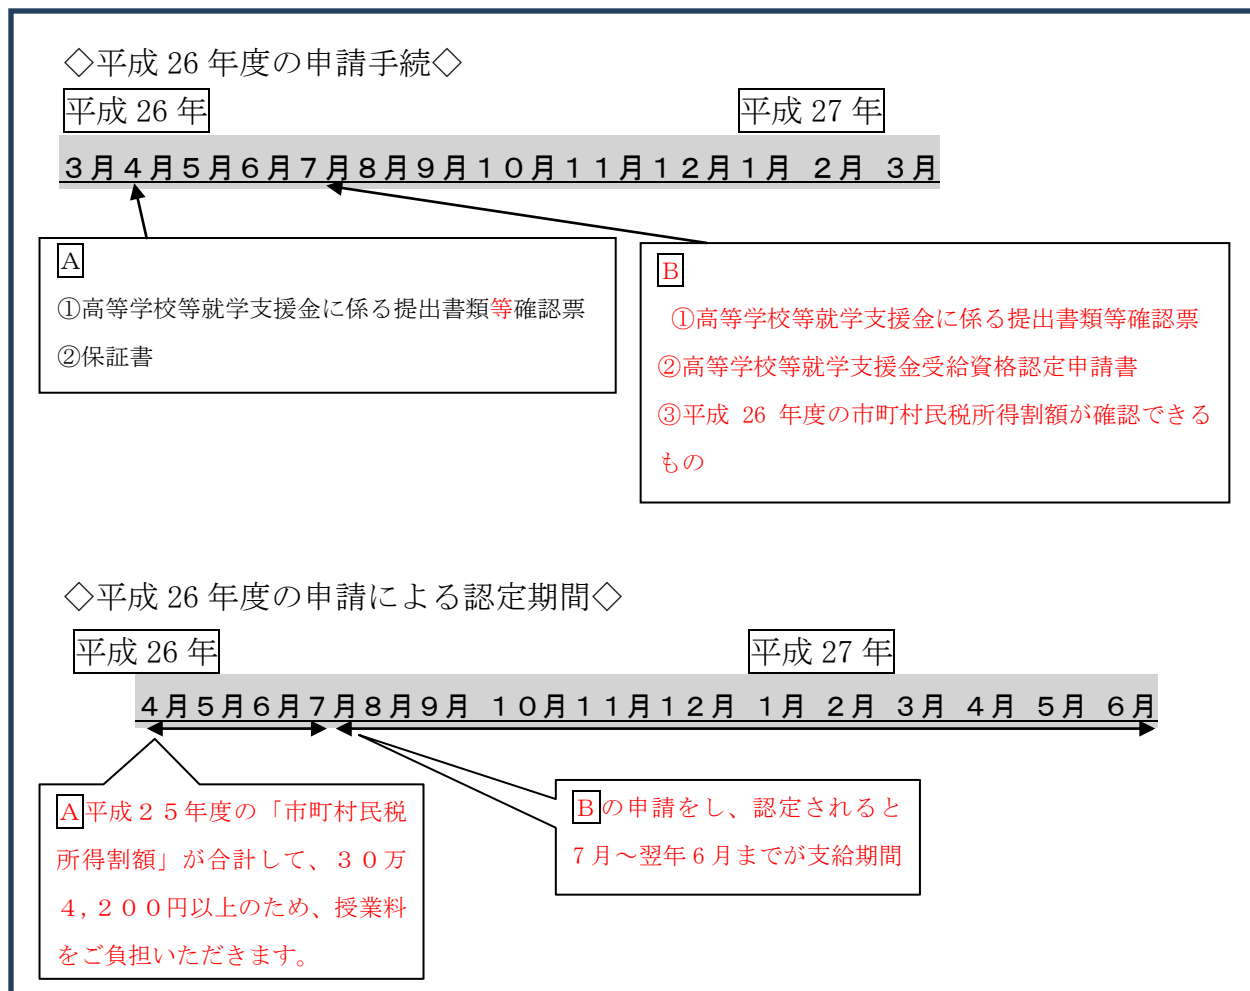 ◇平成 26 年度の申請手続◇
平成 26 年
平成 27 年
３月４月５月６月７月８月９月１０月１１月１２月１月 ２月 ３月
A
①高等学校等就学支援金に係る提出書類等確認票
②保証書
B
①高等学校等就学支援金に係る提出書類等確認票
②高等学校等就学支援金受給資格認定申請書
③平成 26 年度の市町村民税所得割額が確認できる
もの
◇平成 26 年度の申請による認定期間◇
平成 26 年
平成 27 年
４月５月６月７月８月９月 １０月１１月１２月 １月 ２月 ３月 ４月 ５月 ６月
A平成２５年度の「市町村民税
所得割額」が合計して、３０万
４，２００円以上のため、授業料
をご負担いただきます。
Bの申請をし、認定されると
７月～翌年６月までが支給期間